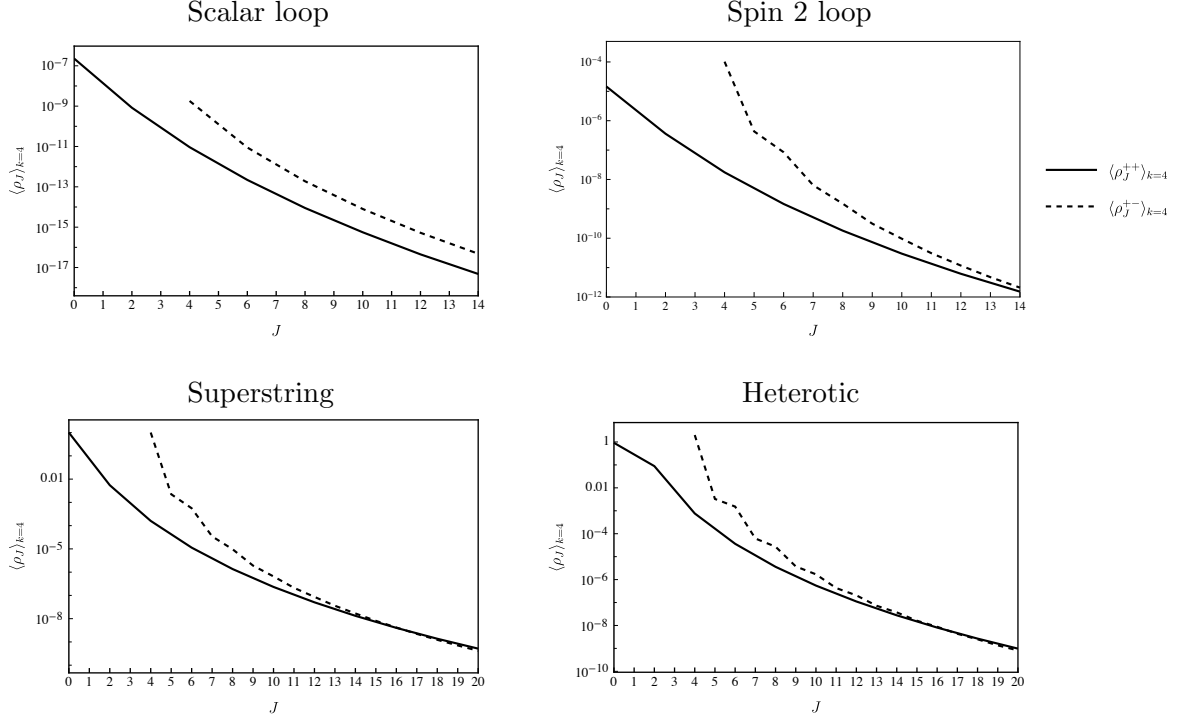 Scalar loop
10^{-7}
10^{-9}
10^{-11}
10^{-13}
10^{-15}
10^{-17}
⟨ρ_J⟩_{k=4}
0 1 2 3 4 5 6 7 8 9 10 11 12 13 14
J
Spin 2 loop
10^{-4}
10^{-6}
10^{-8}
10^{-10}
10^{-12}
⟨ρ_J⟩_{k=4}
0 1 2 3 4 5 6 7 8 9 10 11 12 13 14
J
⟨ρ_J^{++}⟩_{k=4}
⟨ρ_J^{+-}⟩_{k=4}
Superstring
0.01
10^{-5}
10^{-8}
⟨ρ_J⟩_{k=4}
0 1 2 3 4 5 6 7 8 9 10 11 12 13 14 15 16 17 18 19 20
J
Heterotic
1
0.01
10^{-4}
10^{-6}
10^{-8}
10^{-10}
⟨ρ_J⟩_{k=4}
0 1 2 3 4 5 6 7 8 9 10 11 12 13 14 15 16 17 18 19 20
J